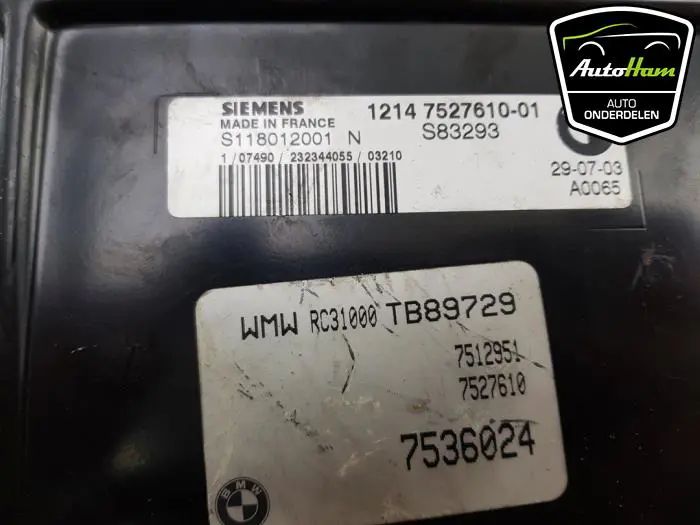 AutoHam
AUTO
ONDERDELEN
SIEMENS
MADE IN FRANCE
1214 7527610-01
S118012001 N
S83293
1/07490/232344055/03210
29-07-03
A0065
WMW RC31000 TB89729
7512951
7527610
7536024
BMW